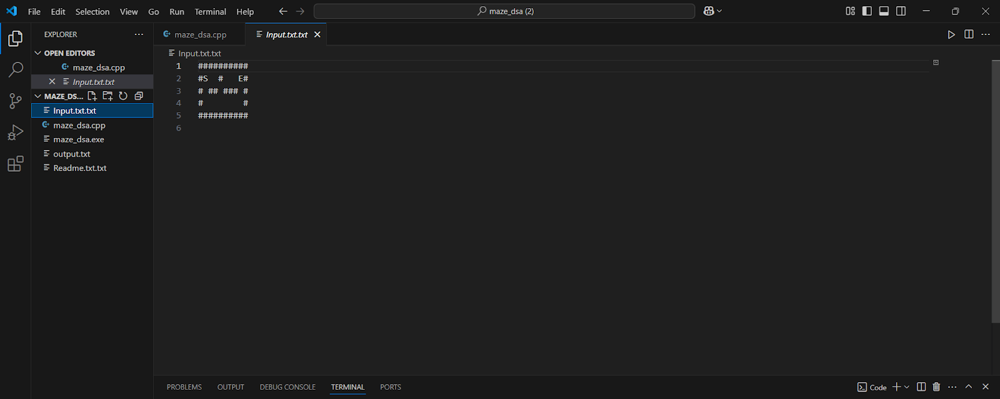 File Edit Selection View Go Run Terminal Help
maze_dsa (2)
EXPLORER
OPEN EDITORS
maze_dsa.cpp
Input.txt.txt
MAZE_DS...
Input.txt.txt
maze_dsa.cpp
maze_dsa.exe
output.txt
Readme.txt.txt
maze_dsa.cpp Input.txt.txt
Input.txt.txt
1 ##########
2 #S  #   E#
3 # ## ### #
4 #        #
5 ##########
6
PROBLEMS OUTPUT DEBUG CONSOLE TERMINAL PORTS
Code